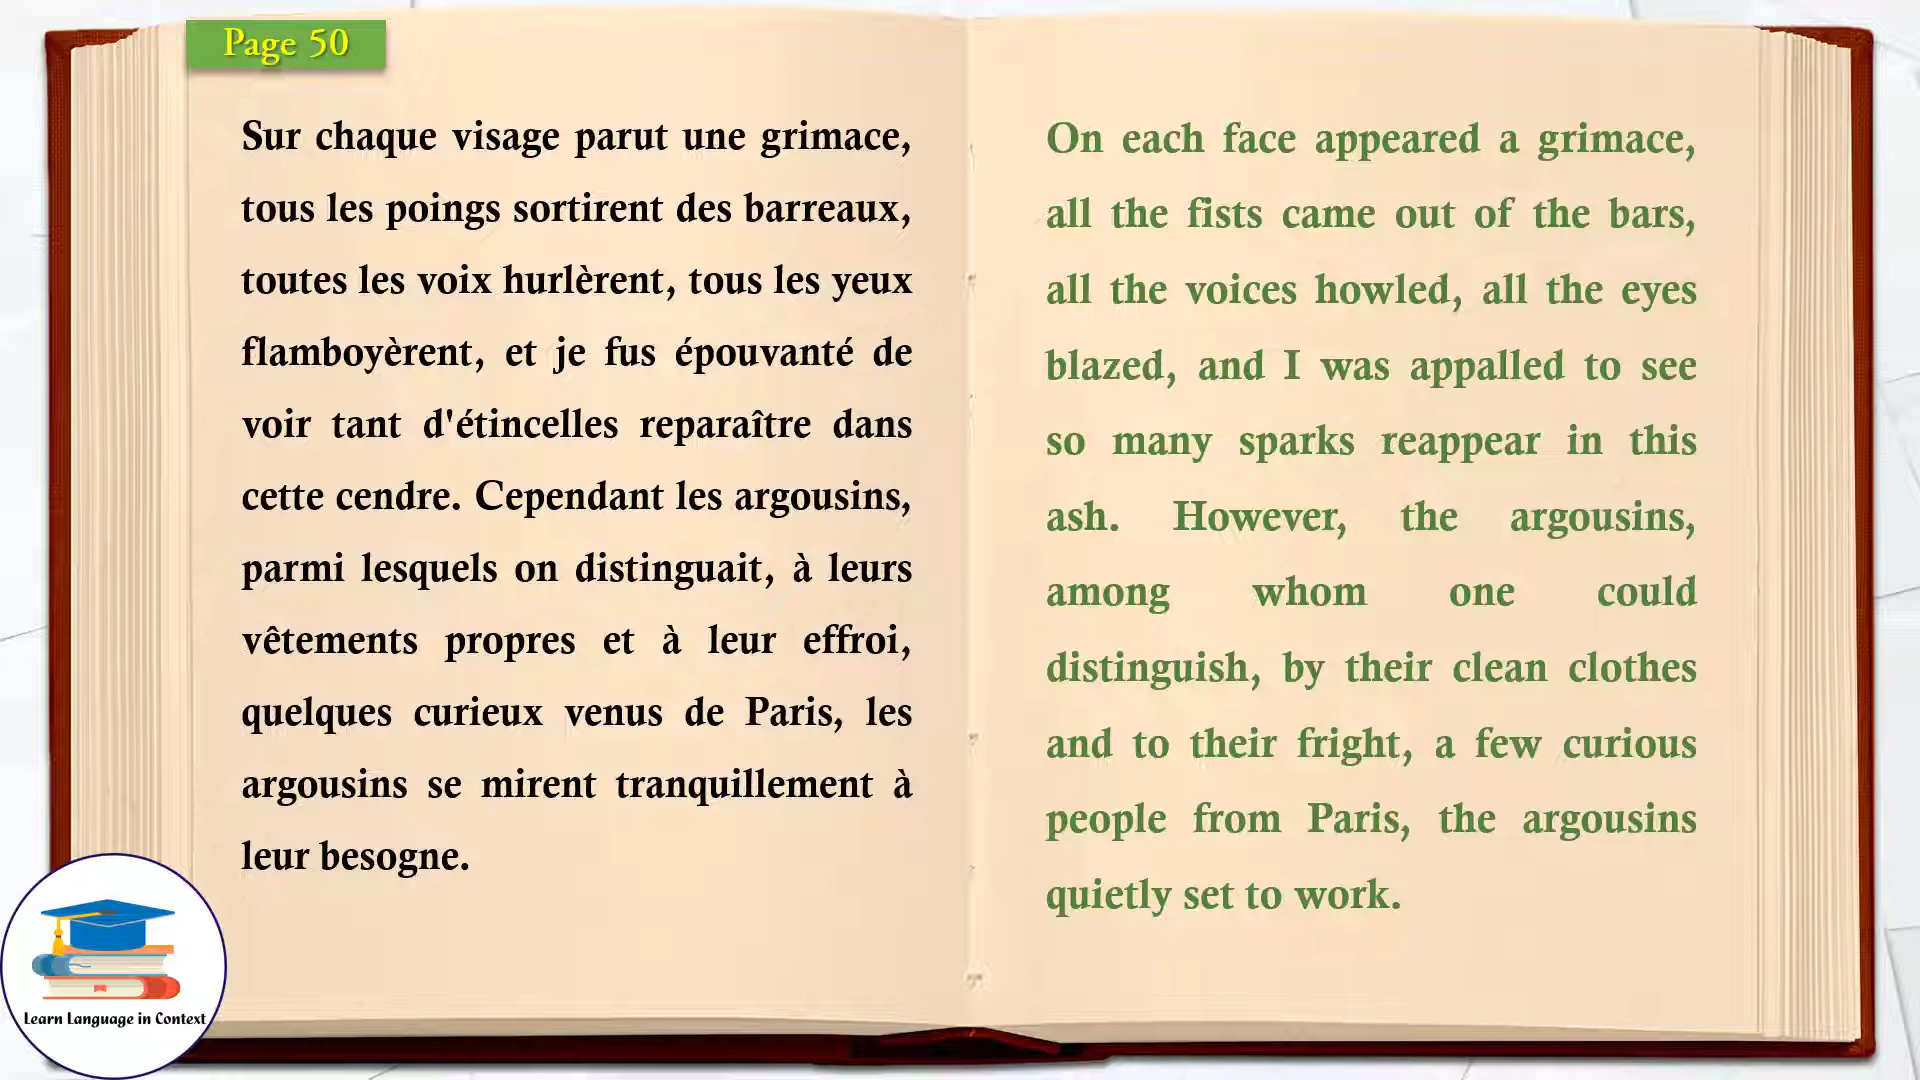 Page 50
Sur chaque visage parut une grimace,
tous les poings sortirent des barreaux,
toutes les voix hurlèrent, tous les yeux
flamboyèrent, et je fus épouvanté de
voir tant d'étincelles reparaître dans
cette cendre. Cependant les argousins,
parmi lesquels on distinguait, à leurs
vêtements propres et à leur effroi,
quelques curieux venus de Paris, les
argousins se mirent tranquillement à
leur besogne.
On each face appeared a grimace,
all the fists came out of the bars,
all the voices howled, all the eyes
blazed, and I was appalled to see
so many sparks reappear in this
ash. However, the argousins,
among whom one could
distinguish, by their clean clothes
and to their fright, a few curious
people from Paris, the argousins
quietly set to work.
Learn Language in Context